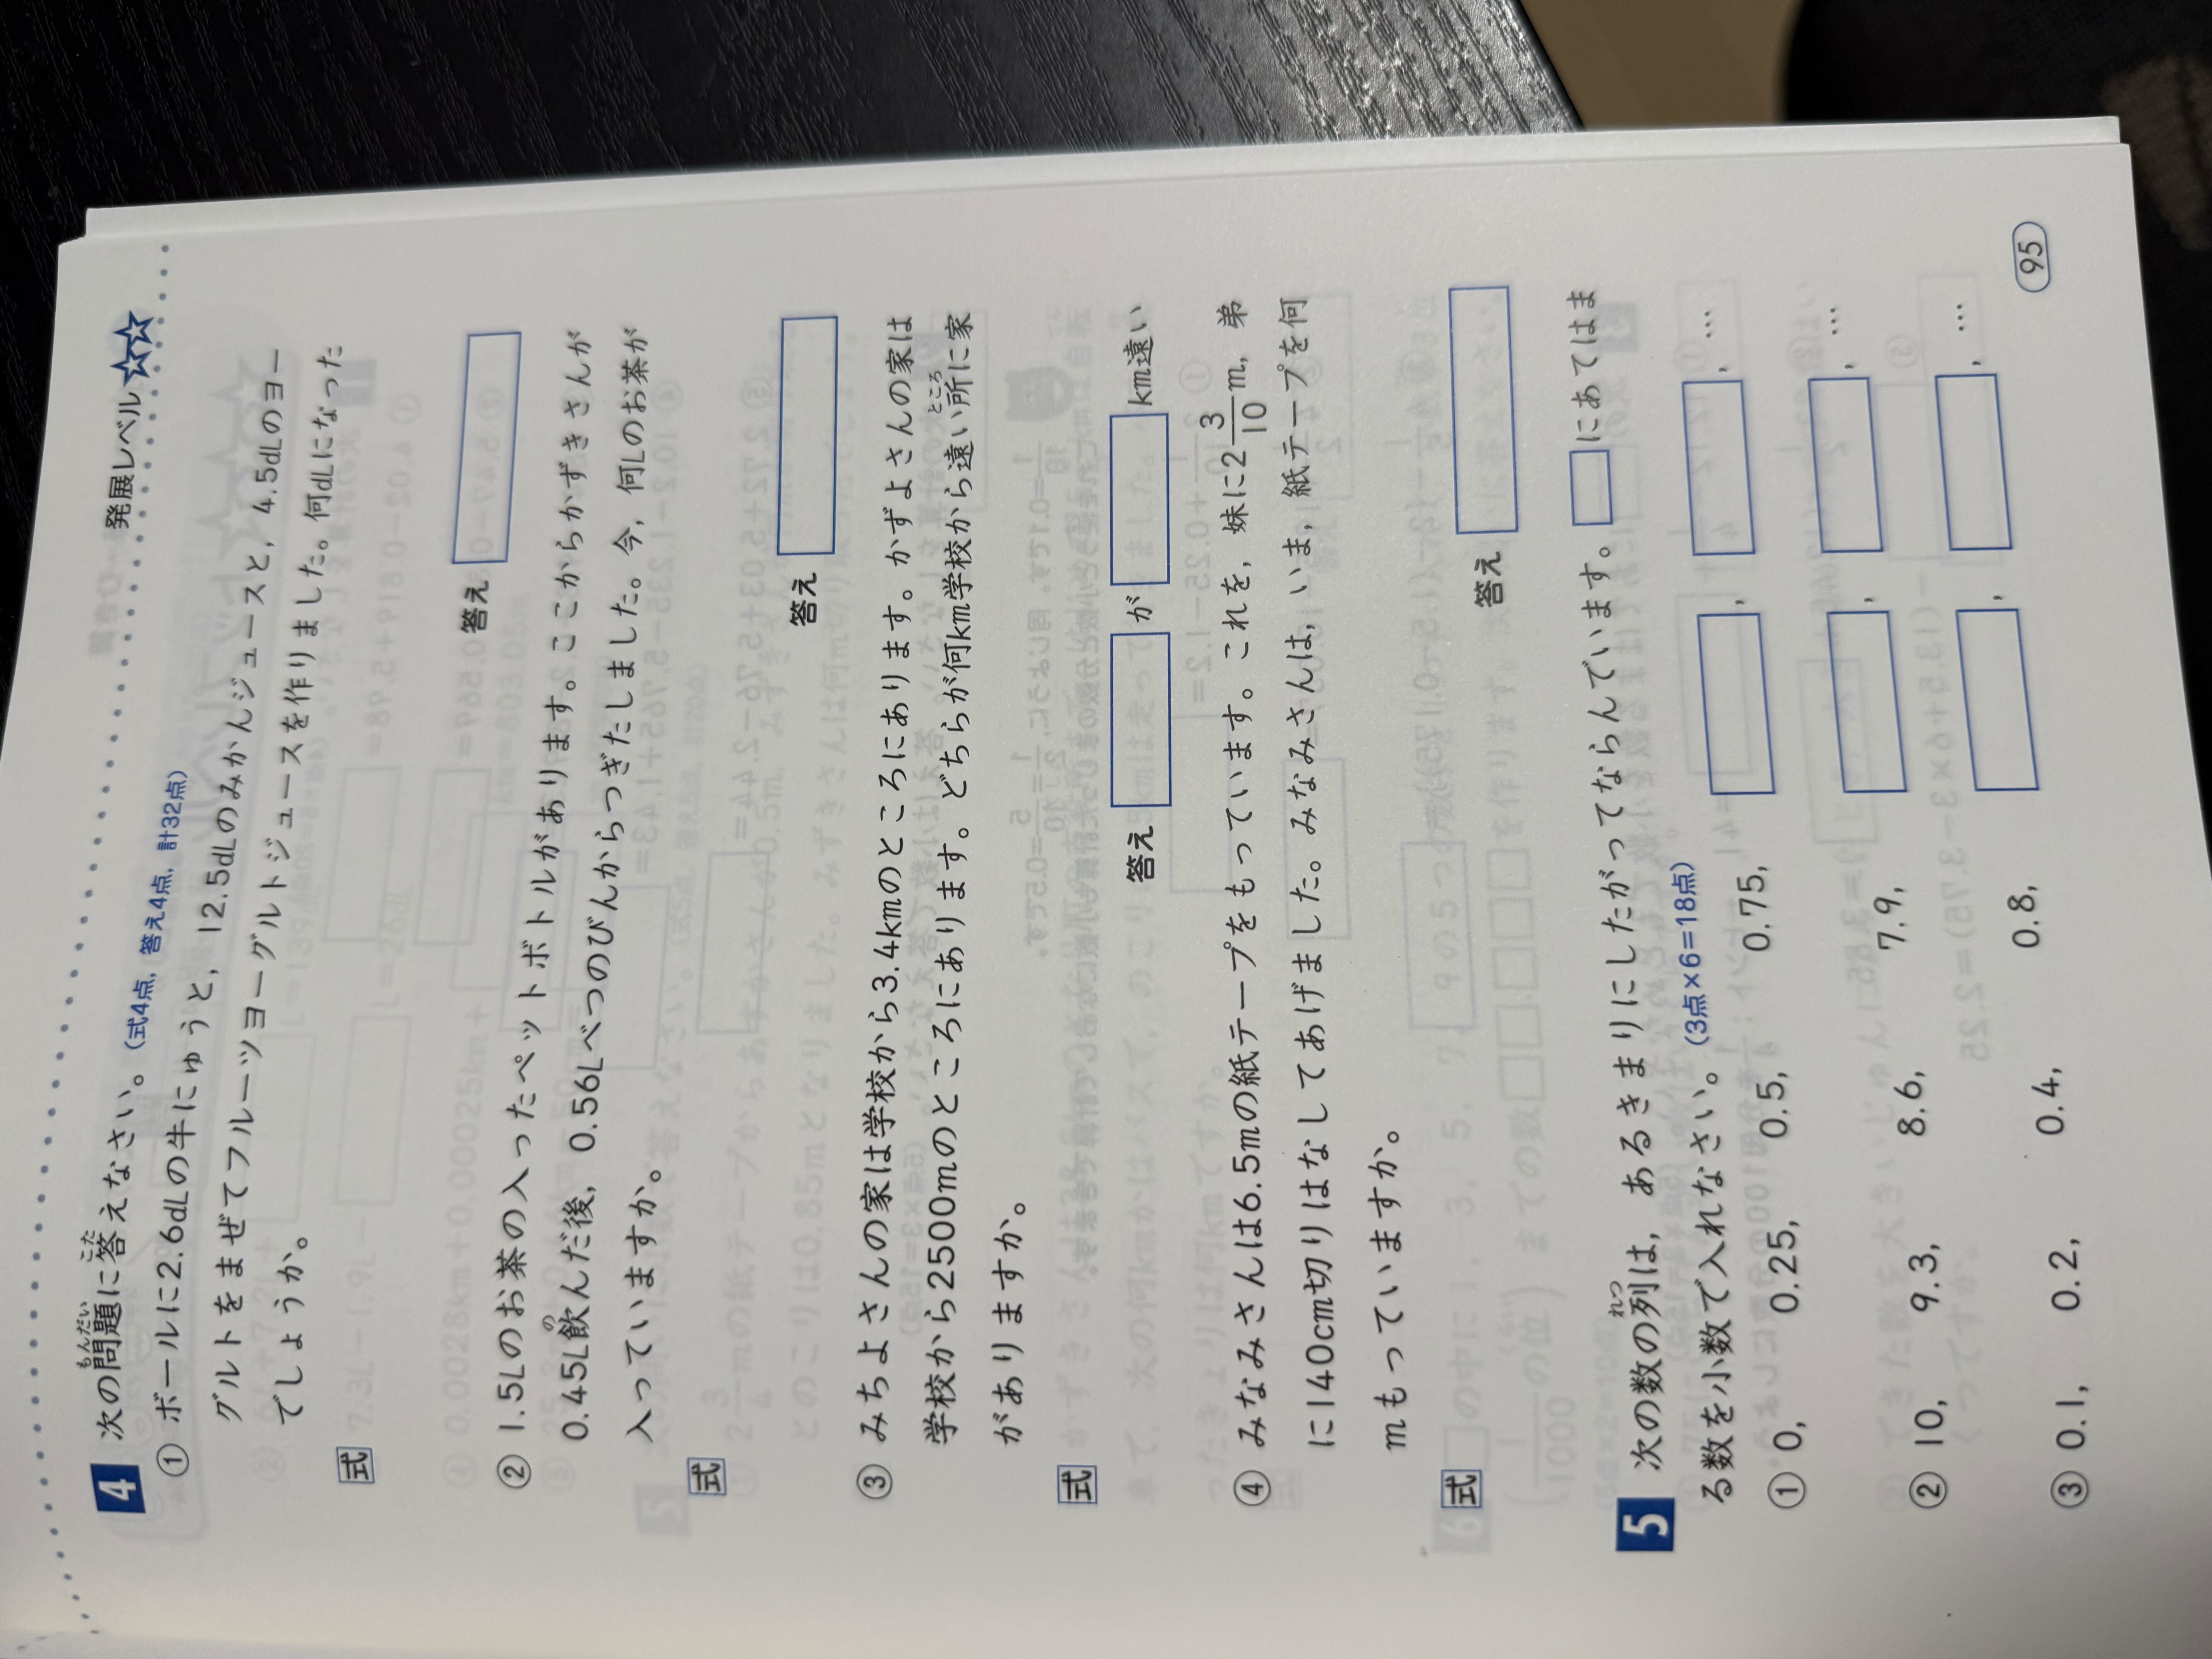 発展レベル
4 次の問題に答えなさい。(式4点, 答え4点, 計32点)
① ボールに2.6dLの牛にゅうと, 12.5dLのみかんジュースと, 4.5dLのヨー
グルトをまぜてフルーツヨーグルトジュースを作りました。何dLになった
でしょうか。
式
答え
② 1.5Lのお茶の入ったペットボトルがあります。ここからかずきさんが
0.45L飲んだ後, 0.56Lべつのびんからつぎたしました。今, 何Lのお茶が
入っていますか。
式
答え
③ みちよさんの家は学校から3.4kmのところにあります。かずよさんの家は
学校から2500mのところにあります。どちらが何km学校から遠い所に家
がありますか。
式
答え が km遠い
④ みなみさんは6.5mの紙テープをもっています。これを, 妹に2 3/10 m, 弟
に140cm切りはなしてあげました。みなみさんは, いま, 紙テープを何
mもっていますか。
式
答え
5 次の数の列は, あるきまりにしたがってならんでいます。□にあてはま
る数を小数で入れなさい。(3点×6=18点)
① 0, 0.25, 0.5, 0.75, □, □, …
② 10, 9.3, 8.6, 7.9, □, □, …
③ 0.1, 0.2, 0.4, 0.8, □, □, …
95